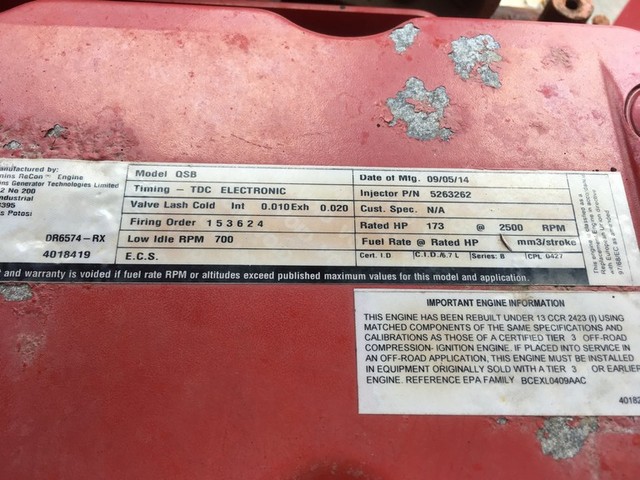 Manufactured by:
mins ReCon™ Engine
ns Generator Technologies Limited
2 No 200
ndustrial
8395
s Potosi
DR6574-RX
4018419
Model QSB
Timing - TDC ELECTRONIC
Valve Lash Cold Int 0.010 Exh 0.020
Firing Order 1 5 3 6 2 4
Low Idle RPM 700
E.C.S.
Date of Mfg. 09/05/14
Injector P/N 5263262
Cust. Spec. N/A
Rated HP 173 @ 2500 RPM
Fuel Rate @ Rated HP mm3/stroke
Cert. I.D C.I.D./6.7 L Series: B CPL 0427
and warranty is voided if fuel rate RPM or altitudes exceed published maximum values for this model and application.
IMPORTANT ENGINE INFORMATION
THIS ENGINE HAS BEEN REBUILT UNDER 13 CCR 2423 (l) USING
MATCHED COMPONENTS OF THE SAME SPECIFICATIONS AND
CALIBRATIONS AS THOSE OF A CERTIFIED TIER 3 OFF-ROAD
COMPRESSION- IGNITION ENGINE. IF PLACED INTO SERVICE IN
AN OFF-ROAD APPLICATION, THIS ENGINE MUST BE INSTALLED
IN EQUIPMENT ORIGINALLY SOLD WITH A TIER 3 OR EARLIER
ENGINE. REFERENCE EPA FAMILY BCEXL0409AAC
40182